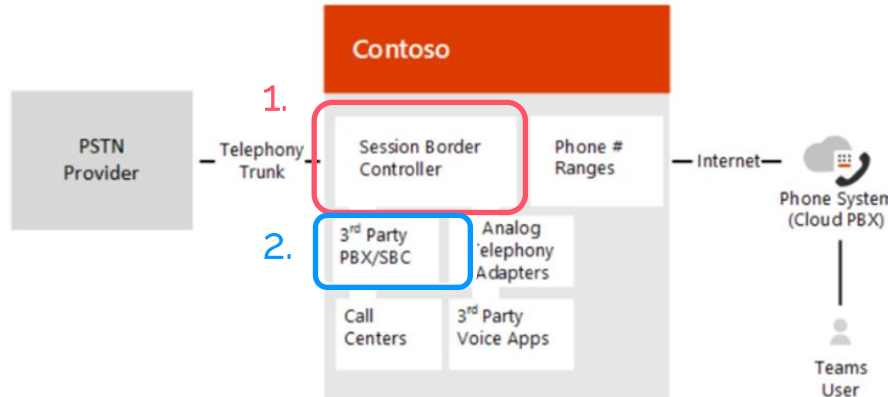 Contoso
1.
PSTN
Provider
Telephony
Trunk
Session Border
Controller
Phone #
Ranges
Internet
Phone System
(Cloud PBX)
2.
3rd Party
PBX/SBC
Analog
Telephony
Adapters
Call
Centers
3rd Party
Voice Apps
Teams
User